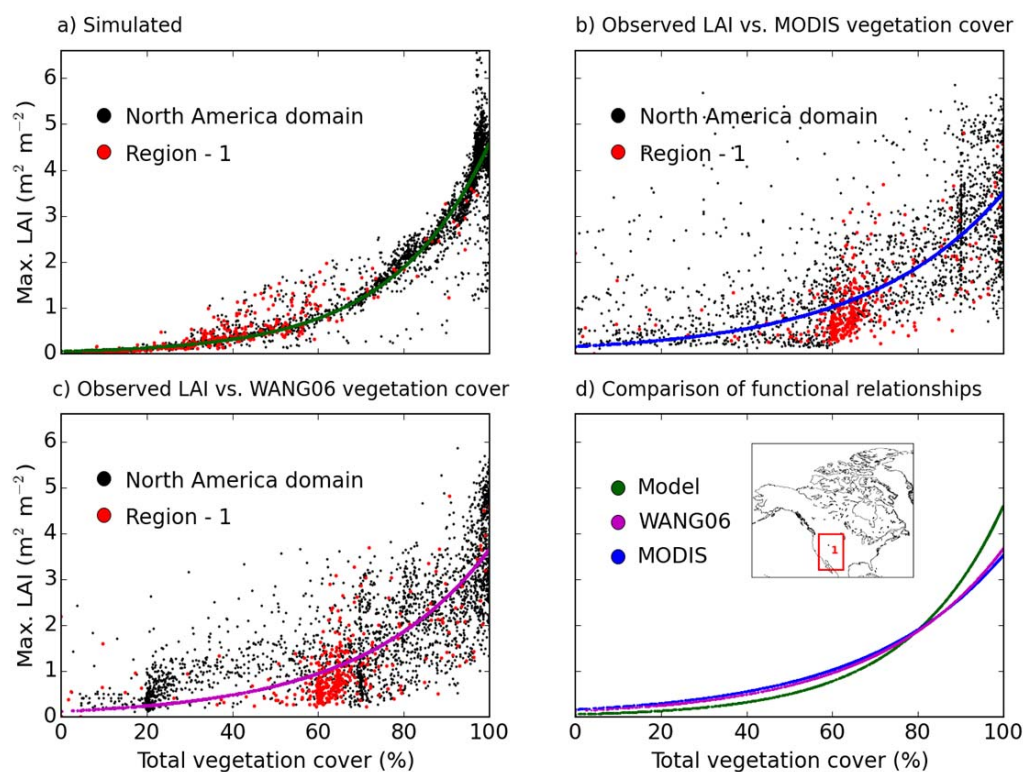 a) Simulated
b) Observed LAI vs. MODIS vegetation cover
Max. LAI (m² m⁻²)
6
5
4
3
2
1
0
North America domain
Region - 1
North America domain
Region - 1
c) Observed LAI vs. WANG06 vegetation cover
d) Comparison of functional relationships
Max. LAI (m² m⁻²)
6
5
4
3
2
1
0
North America domain
Region - 1
Model
WANG06
MODIS
1
0 20 40 60 80 100
Total vegetation cover (%)
0 20 40 60 80 100
Total vegetation cover (%)